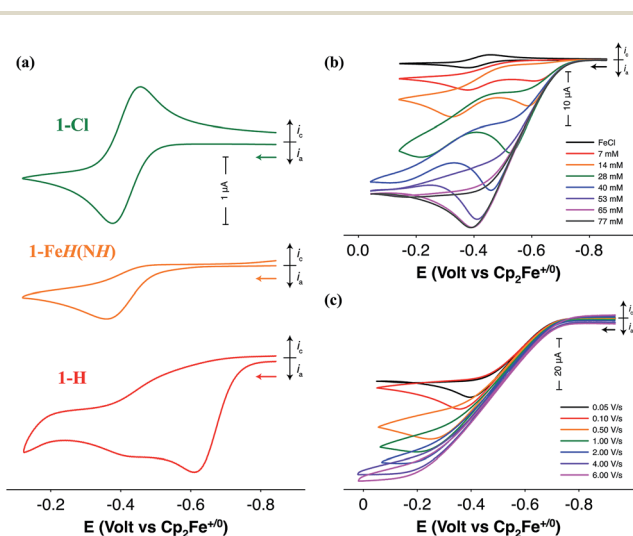 (a)
1-Cl
i_c
i_a
1 µA
1-FeH(NH)
i_c
i_a
1-H
i_c
i_a
-0.2 -0.4 -0.6 -0.8
E (Volt vs Cp₂Fe⁺/⁰)
(b)
i_c
i_a
10 µA
FeCl
7 mM
14 mM
28 mM
40 mM
53 mM
65 mM
77 mM
0.0 -0.2 -0.4 -0.6 -0.8
E (Volt vs Cp₂Fe⁺/⁰)
(c)
i_c
i_a
20 µA
0.05 V/s
0.10 V/s
0.50 V/s
1.00 V/s
2.00 V/s
4.00 V/s
6.00 V/s
0 -0.2 -0.4 -0.6 -0.8
E (Volt vs Cp₂Fe⁺/⁰)